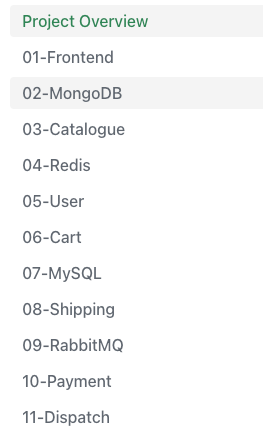 Project Overview
01-Frontend
02-MongoDB
03-Catalogue
04-Redis
05-User
06-Cart
07-MySQL
08-Shipping
09-RabbitMQ
10-Payment
11-Dispatch